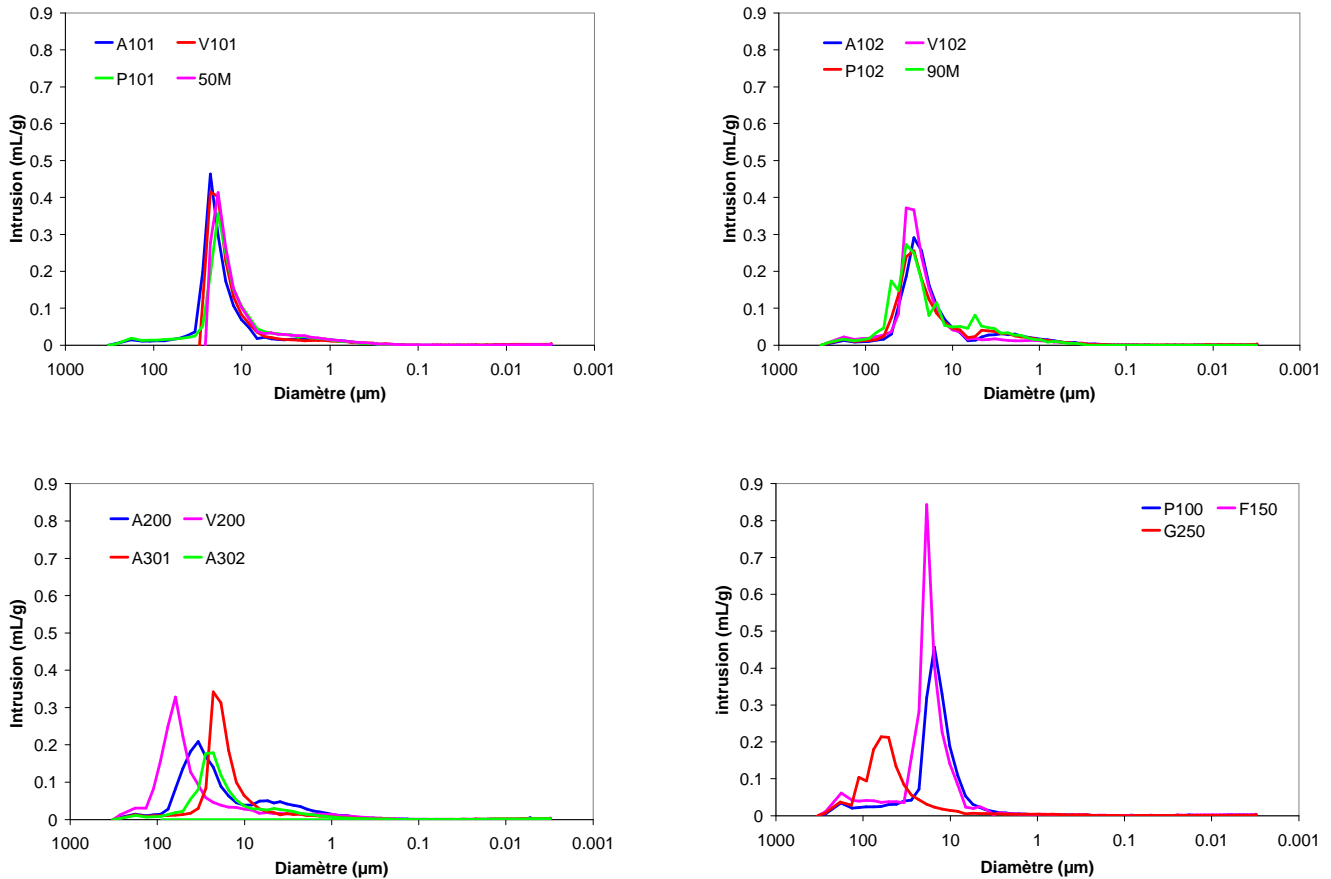 0.9
0.8
0.7
0.6
0.5
0.4
0.3
0.2
0.1
0
Intrusion (mL/g)
A101 V101
P101 50M
1000 100 10 1 0.1 0.01 0.001
Diamètre (µm)
0.9
0.8
0.7
0.6
0.5
0.4
0.3
0.2
0.1
0
Intrusion (mL/g)
A102 V102
P102 90M
1000 100 10 1 0.1 0.01 0.001
Diamètre (µm)
0.9
0.8
0.7
0.6
0.5
0.4
0.3
0.2
0.1
0
Intrusion (mL/g)
A200 V200
A301 A302
1000 100 10 1 0.1 0.01 0.001
Diamètre (µm)
0.9
0.8
0.7
0.6
0.5
0.4
0.3
0.2
0.1
0
intrusion (mL/g)
P100 F150
G250
1000 100 10 1 0.1 0.01 0.001
Diamètre (µm)